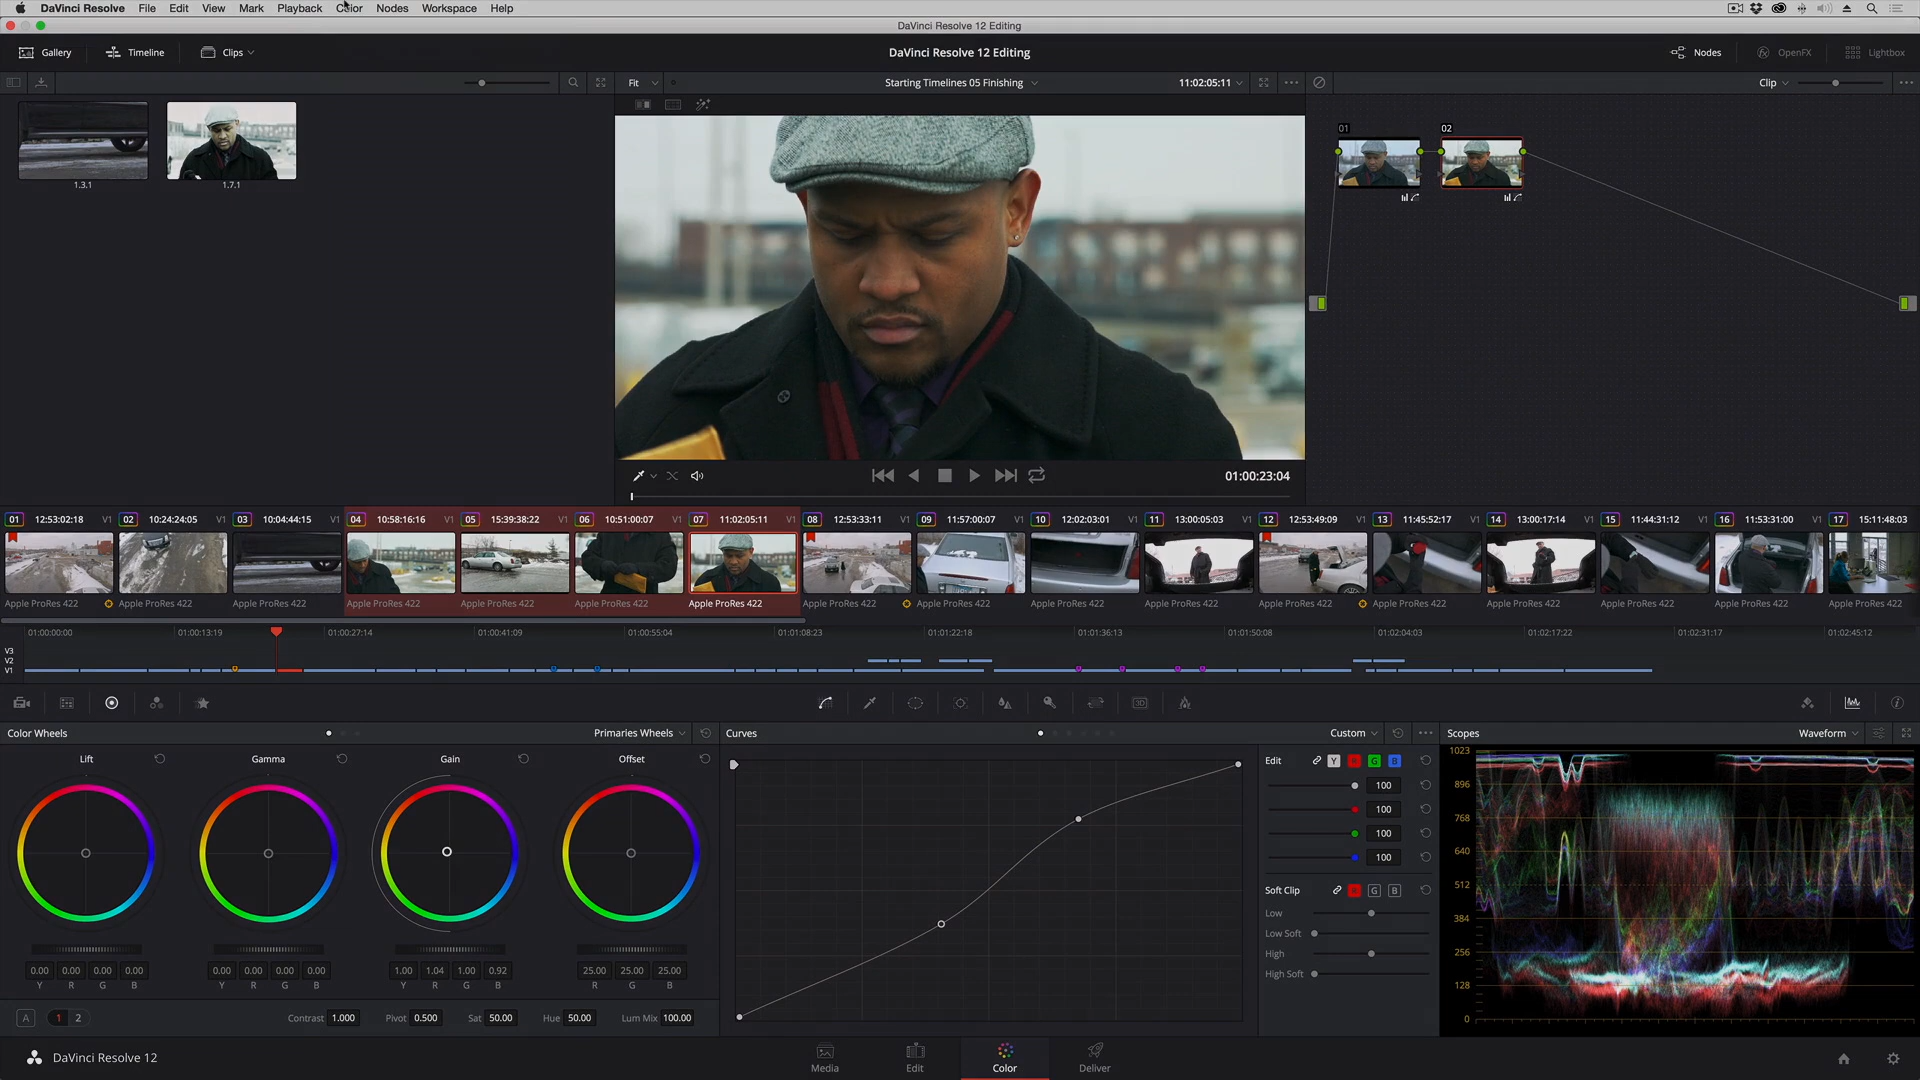 DaVinci Resolve File Edit View Mark Playback Color Nodes Workspace Help
DaVinci Resolve 12 Editing
Gallery Timeline Clips DaVinci Resolve 12 Editing Nodes OpenFX Lightbox
Fit Starting Timelines 05 Finishing 11:02:05:11 Clip
01 02
1.3.1 1.7.1
01:00:23:04
01 12:53:02:18 V1 02 10:24:24:05 V1 03 10:04:44:15 V1 04 10:58:16:16 V1 05 15:39:38:22 V1 06 10:51:00:07 V1 07 11:02:05:11 V1 08 12:53:33:11 V1 09 11:57:00:07 V1 10 12:02:03:01 V1 11 13:00:05:03 V1 12 12:53:49:09 V1 13 11:45:52:17 V1 14 13:00:17:14 V1 15 11:44:31:12 V1 16 11:53:31:00 V1 17 15:11:48:03
Apple ProRes 422 Apple ProRes 422 Apple ProRes 422 Apple ProRes 422 Apple ProRes 422 Apple ProRes 422 Apple ProRes 422 Apple ProRes 422 Apple ProRes 422 Apple ProRes 422 Apple ProRes 422 Apple ProRes 422 Apple ProRes 422 Apple ProRes 422 Apple ProRes 422 Apple ProRes 422 Apple ProRes 422
01:00:00:00 01:00:13:19 01:00:27:14 01:00:41:09 01:00:55:04 01:01:08:23 01:01:22:18 01:01:36:13 01:01:50:08 01:02:04:03 01:02:17:22 01:02:31:17 01:02:45:12
V3
V2
V1
3D
Color Wheels Primaries Wheels Curves Custom Scopes Waveform
Lift Gamma Gain Offset
Edit Y R G B
100
100
100
100
Soft Clip R G B
Low
Low Soft
High
High Soft
1023
896
768
640
512
384
256
128
0
0.00 0.00 0.00 0.00 0.00 0.00 0.00 0.00 1.00 1.04 1.00 0.92 25.00 25.00 25.00
Y R G B Y R G B Y R G B R G B
A 1 2 Contrast 1.000 Pivot 0.500 Sat 50.00 Hue 50.00 Lum Mix 100.00
DaVinci Resolve 12 Media Edit Color Deliver